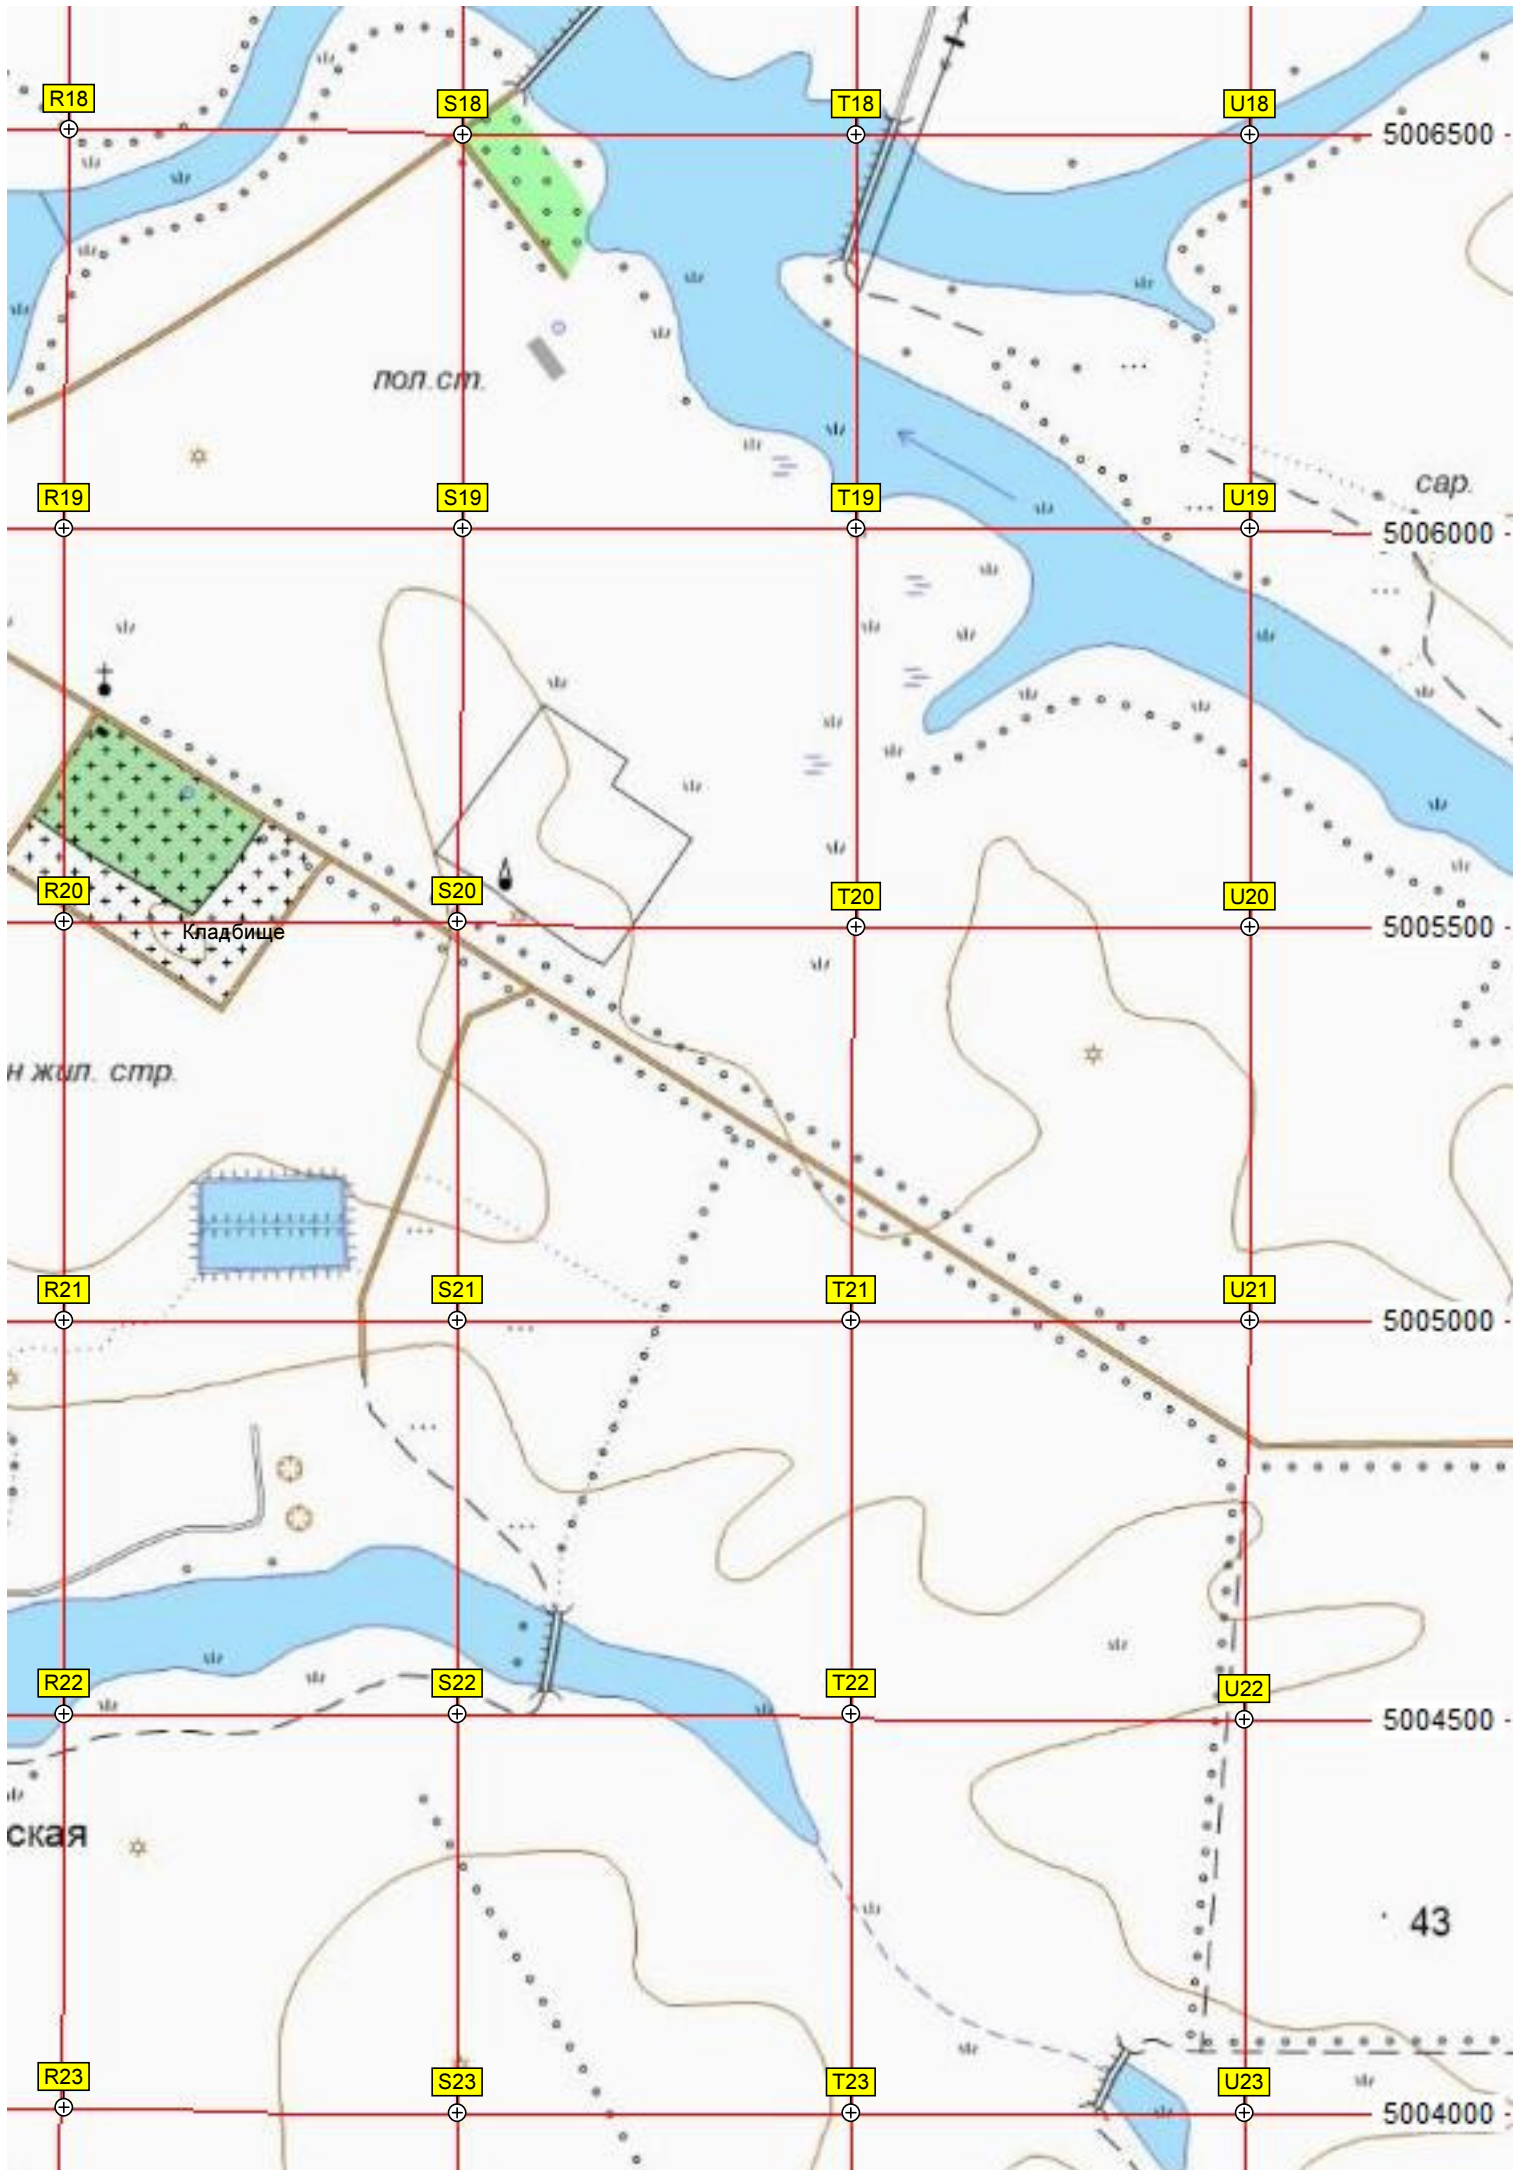 R18
S18
T18
U18
5006500
пол.ст.
сар.
R19
S19
T19
U19
5006000
R20
S20
T20
U20
5005500
Кладбище
н жил. стр.
R21
S21
T21
U21
5005000
R22
S22
T22
U22
5004500
ская
43
R23
S23
T23
U23
5004000